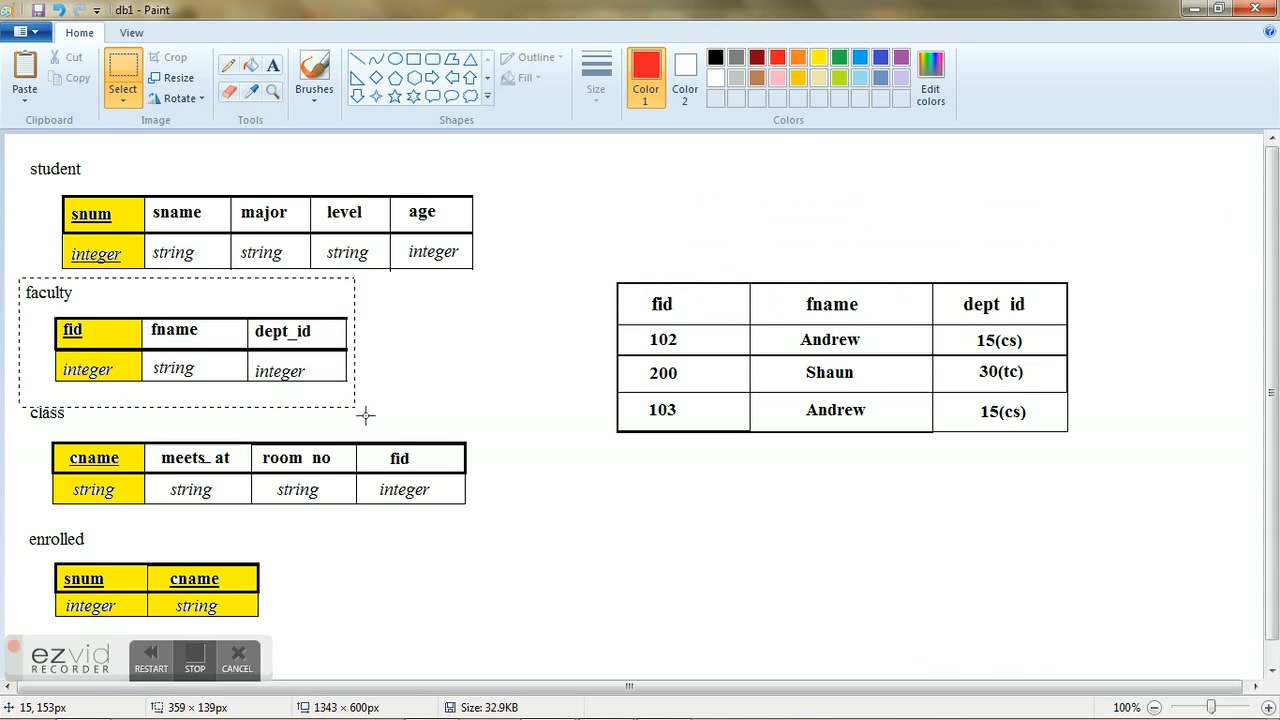 db1 - Paint
Home View
Paste Cut Copy Select Crop Resize Rotate Brushes Outline Fill Size Color 1 Color 2 Edit colors
Clipboard Image Tools Shapes Colors
student
snum sname major level age
integer string string string integer
faculty
fid fname dept_id
integer string integer
class
cname meets_at room no fid
string string string integer
enrolled
snum cname
integer string
fid fname dept id
102 Andrew 15(cs)
200 Shaun 30(tc)
103 Andrew 15(cs)
ezvid RECORDER
RESTART STOP CANCEL
15, 153px 359 × 139px 1343 × 600px Size: 32.9KB 100%